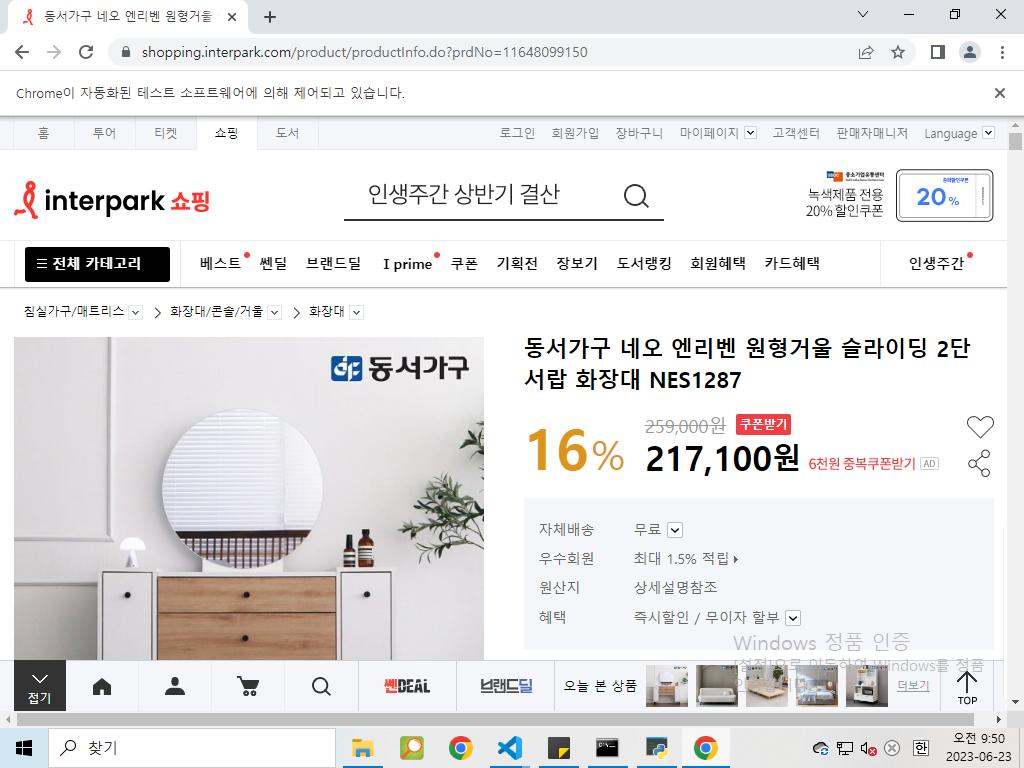 동서가구 네오 엔리벤 원형거울
shopping.interpark.com/product/productInfo.do?prdNo=11648099150
Chrome이 자동화된 테스트 소프트웨어에 의해 제어되고 있습니다.
홈 투어 티켓 쇼핑 도서 로그인 회원가입 장바구니 마이페이지 고객센터 판매자매니저 Language
interpark 쇼핑
인생주간 상반기 결산
중소기업유통센터
녹색제품 전용
20% 할인쿠폰
중복할인쿠폰
20%
전체 카테고리 베스트 쎈딜 브랜드딜 I prime 쿠폰 기획전 장보기 도서랭킹 회원혜택 카드혜택 인생주간
침실가구/매트리스 화장대/콘솔/거울 화장대
동서가구
동서가구 네오 엔리벤 원형거울 슬라이딩 2단
서랍 화장대 NES1287
16%
259,000원 쿠폰받기
217,100원 6천원 중복쿠폰받기 AD
자체배송 무료
우수회원 최대 1.5% 적립
원산지 상세설명참조
혜택 즉시할인 / 무이자 할부
Windows 정품 인증
[설정]으로 이동하여 Windows를 정품
접기
쎈DEAL
브랜드딜
오늘 본 상품
더보기
TOP
찾기
한
오전 9:50
2023-06-23